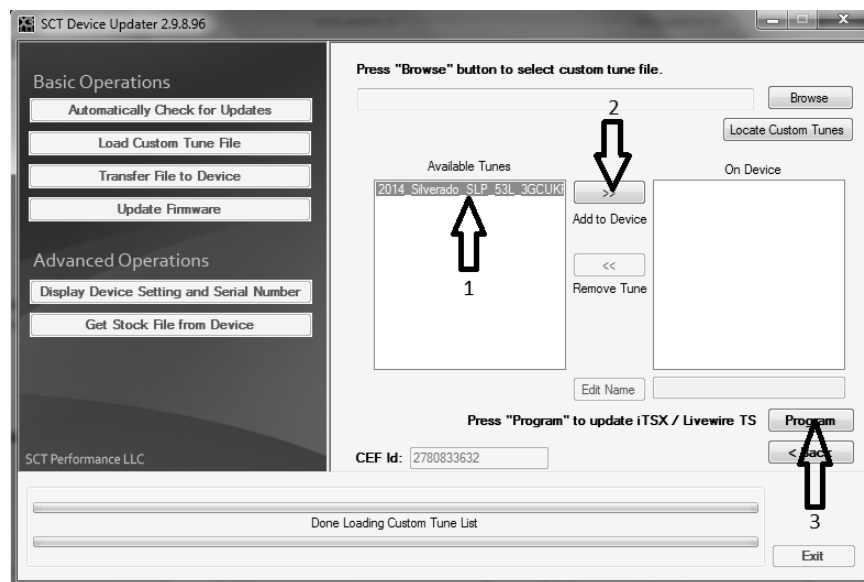 SCT Device Updater 2.9.8.96
X
Basic Operations
Automatically Check for Updates
Load Custom Tune File
Transfer File to Device
Update Firmware
Advanced Operations
Display Device Setting and Serial Number
Get Stock File from Device
SCT Performance LLC
Press "Browse" button to select custom tune file.
2
Browse
Locate Custom Tunes
Available Tunes
On Device
2014_Silverado_SLP_53L_3GCUKF
>>
Add to Device
1
<<
Remove Tune
Edit Name
Press "Program" to update iTSX / Livewire TS
Program
CEF Id: 2780833632
< Back
3
Done Loading Custom Tune List
Exit